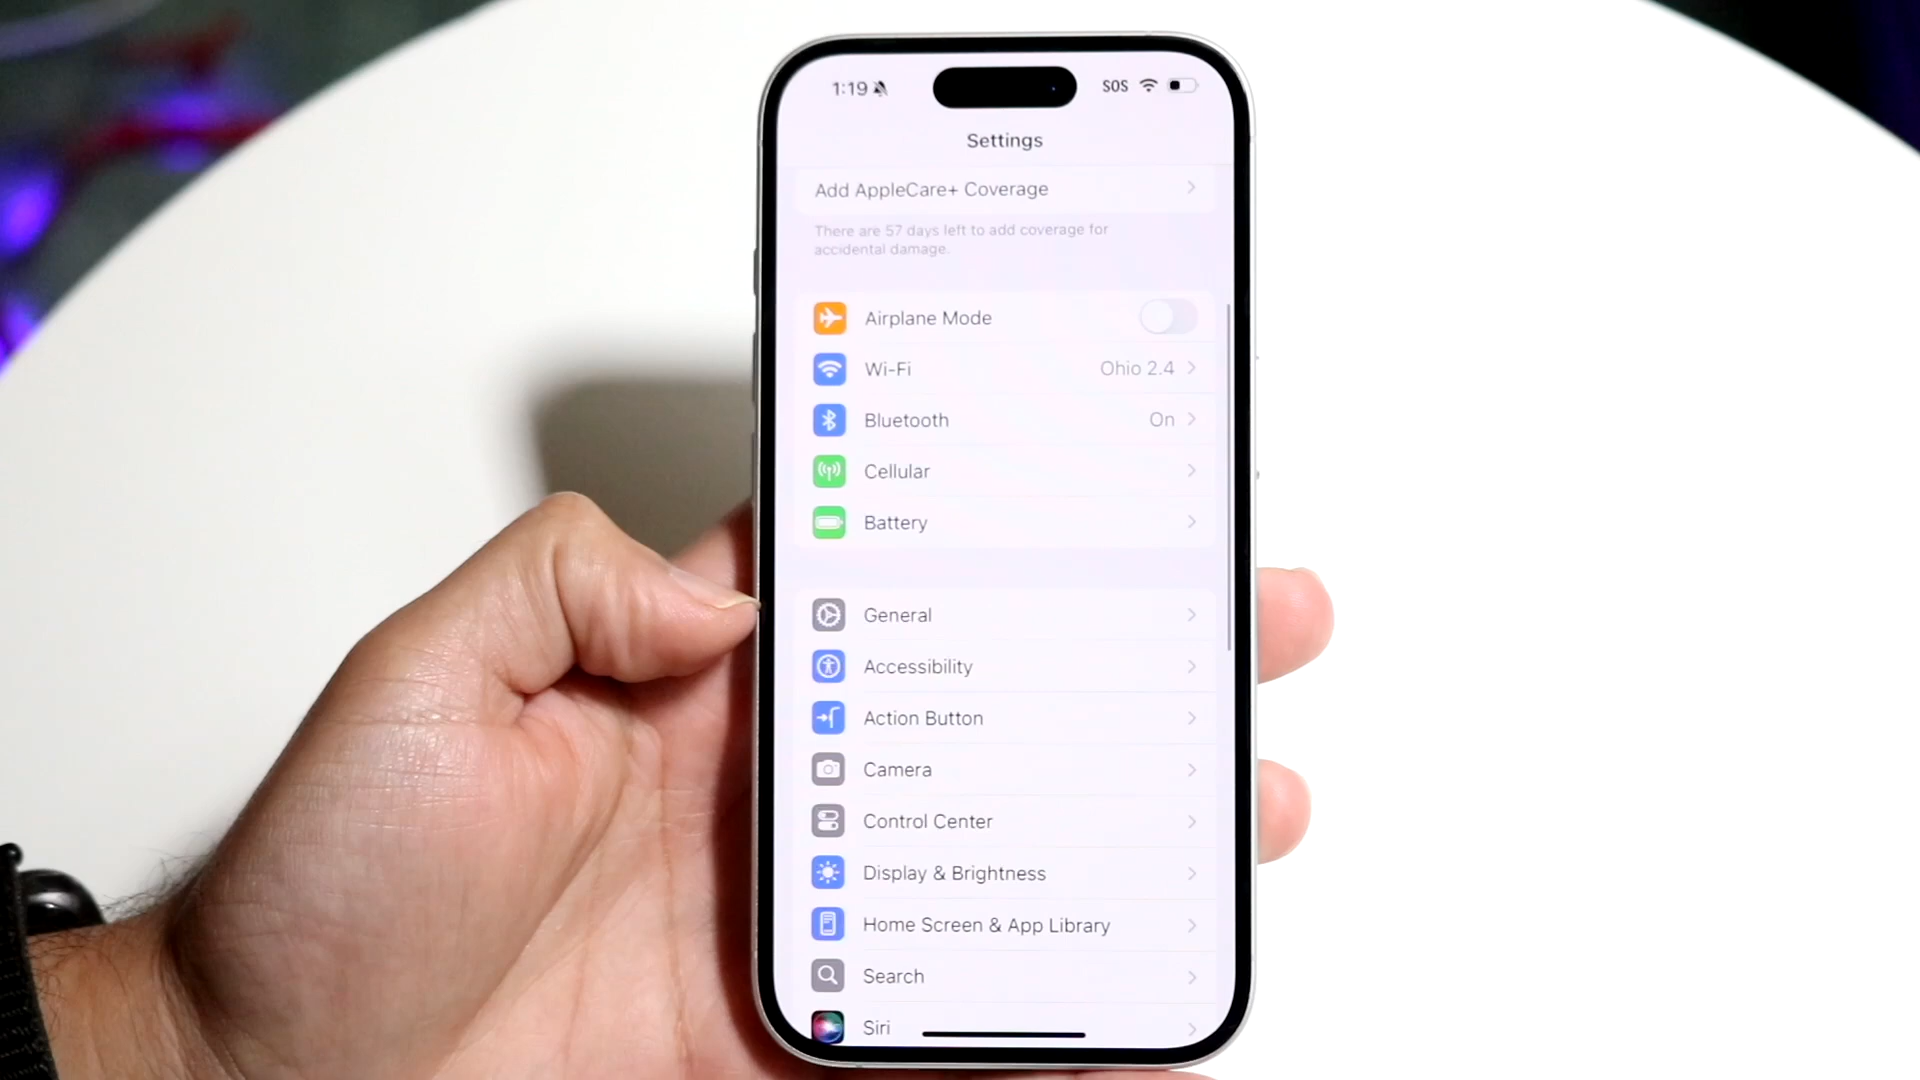 1:19
SOS
Settings
Add AppleCare+ Coverage
There are 57 days left to add coverage for
accidental damage.
Airplane Mode
Wi-Fi Ohio 2.4
Bluetooth On
Cellular
Battery
General
Accessibility
Action Button
Camera
Control Center
Display & Brightness
Home Screen & App Library
Search
Siri